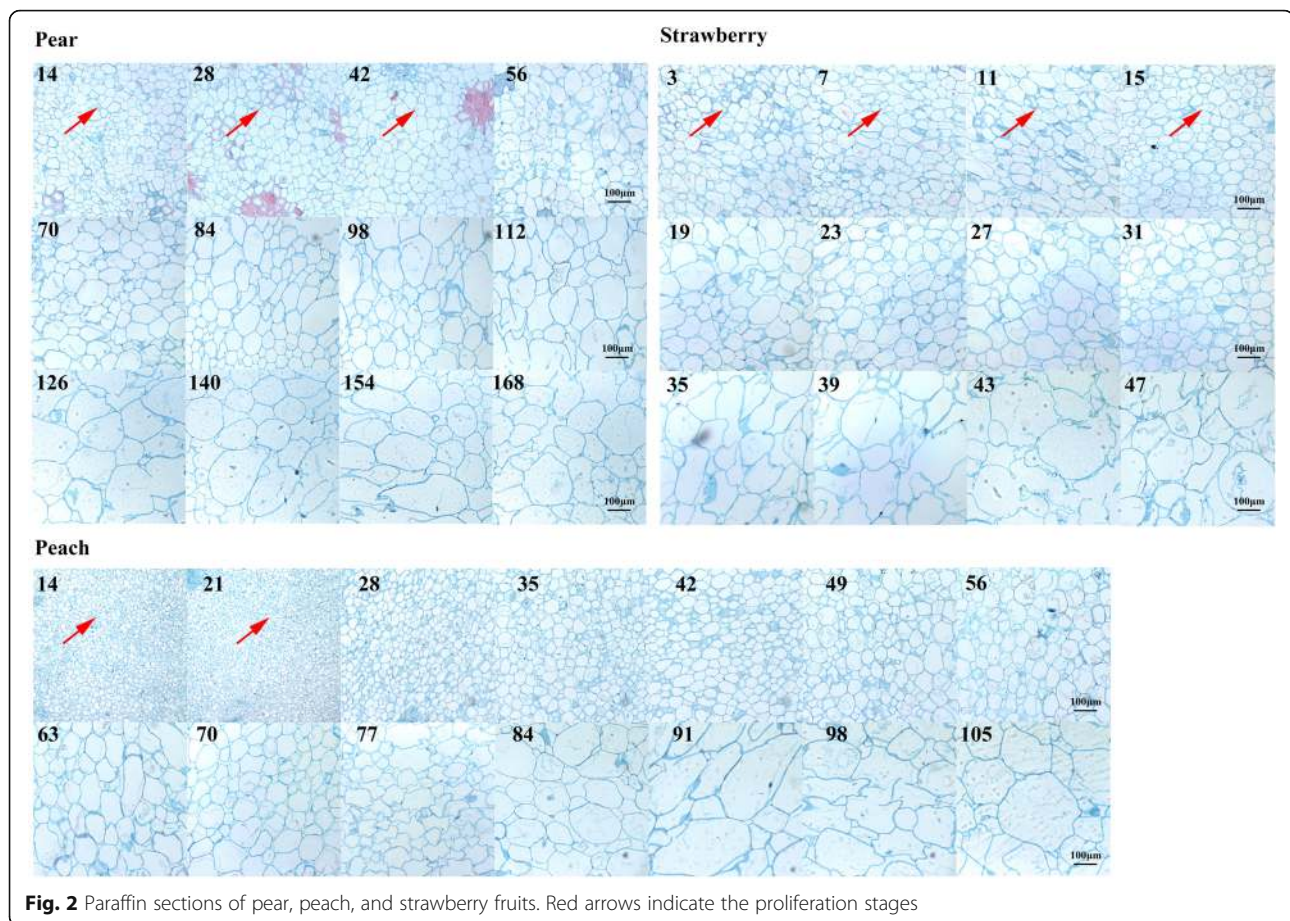 Pear
14 28 42 56
100µm
70 84 98 112
100µm
126 140 154 168
100µm
Strawberry
3 7 11 15
100µm
19 23 27 31
100µm
35 39 43 47
100µm
Peach
14 21 28 35 42 49 56
100µm
63 70 77 84 91 98 105
100µm
Fig. 2 Paraffin sections of pear, peach, and strawberry fruits. Red arrows indicate the proliferation stages